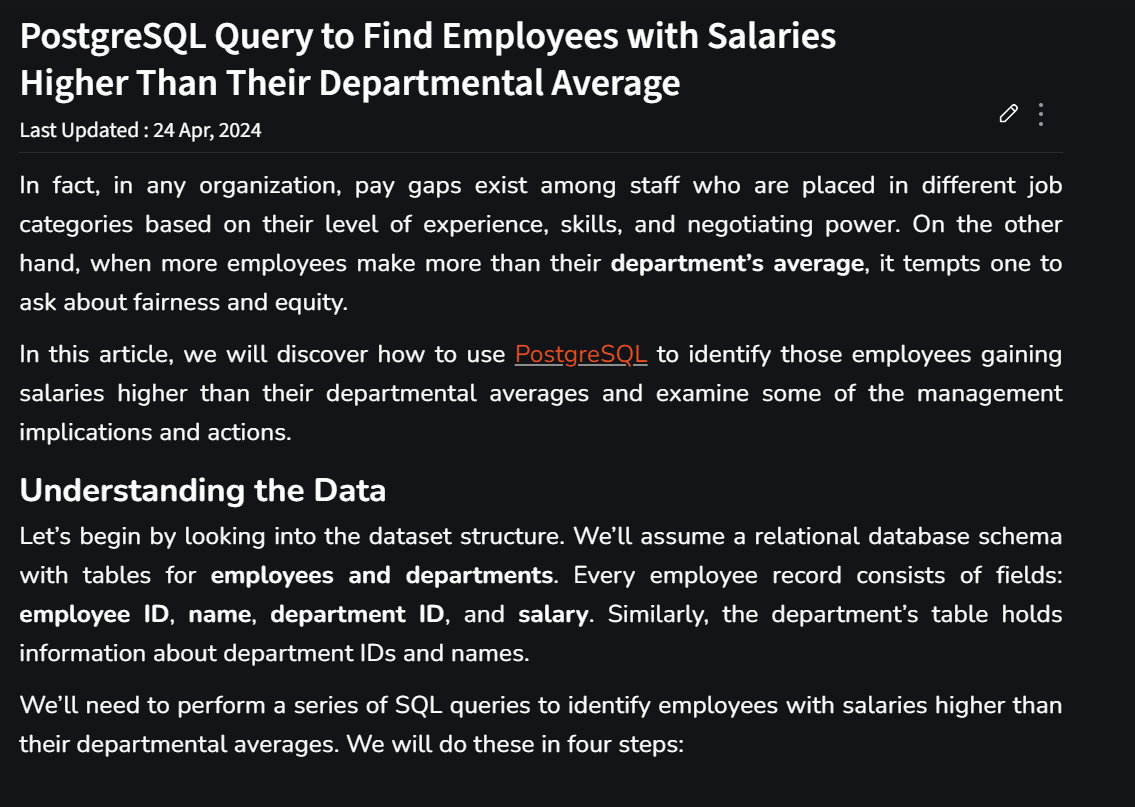 PostgreSQL Query to Find Employees with Salaries
Higher Than Their Departmental Average
Last Updated : 24 Apr, 2024
In fact, in any organization, pay gaps exist among staff who are placed in different job
categories based on their level of experience, skills, and negotiating power. On the other
hand, when more employees make more than their department’s average, it tempts one to
ask about fairness and equity.
In this article, we will discover how to use PostgreSQL to identify those employees gaining
salaries higher than their departmental averages and examine some of the management
implications and actions.
Understanding the Data
Let’s begin by looking into the dataset structure. We’ll assume a relational database schema
with tables for employees and departments. Every employee record consists of fields:
employee ID, name, department ID, and salary. Similarly, the department’s table holds
information about department IDs and names.
We’ll need to perform a series of SQL queries to identify employees with salaries higher than
their departmental averages. We will do these in four steps: